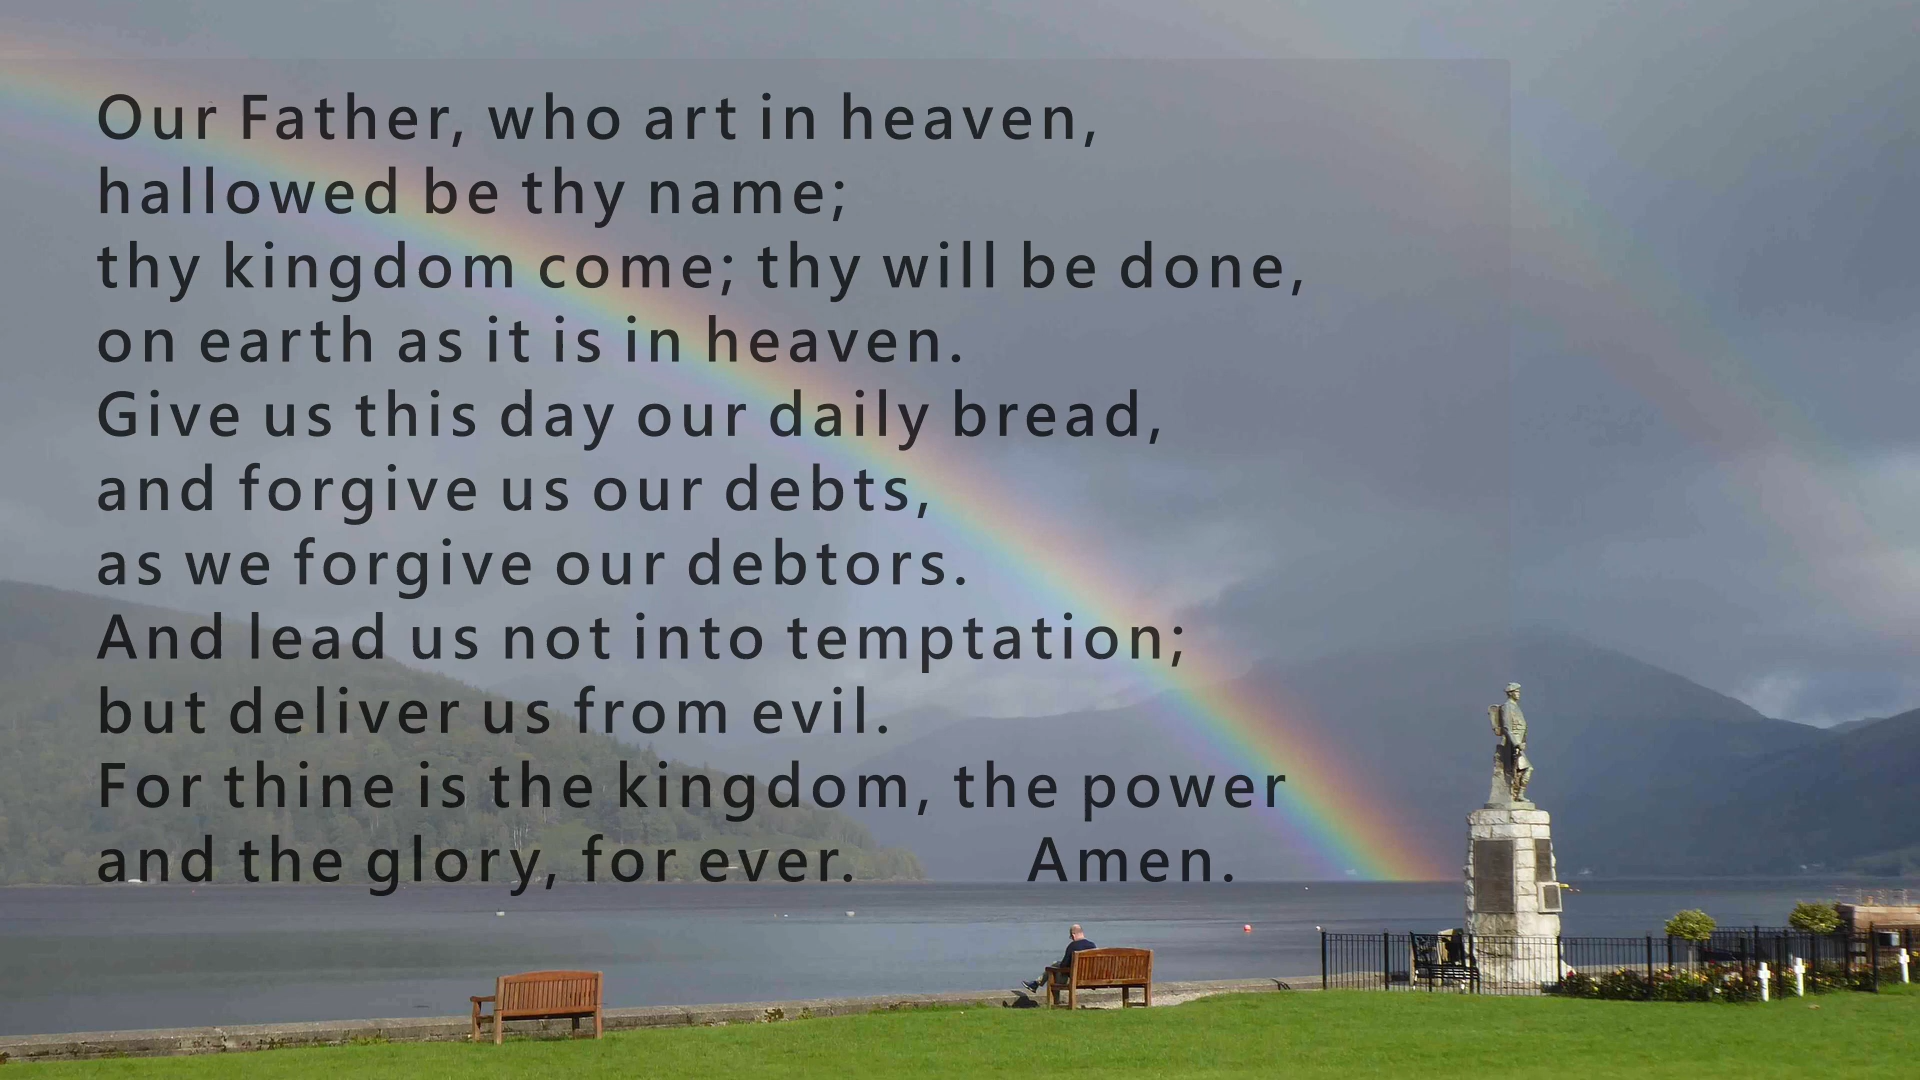 Our Father, who art in heaven,
hallowed be thy name;
thy kingdom come; thy will be done,
on earth as it is in heaven.
Give us this day our daily bread,
and forgive us our debts,
as we forgive our debtors.
And lead us not into temptation;
but deliver us from evil.
For thine is the kingdom, the power
and the glory, for ever. Amen.